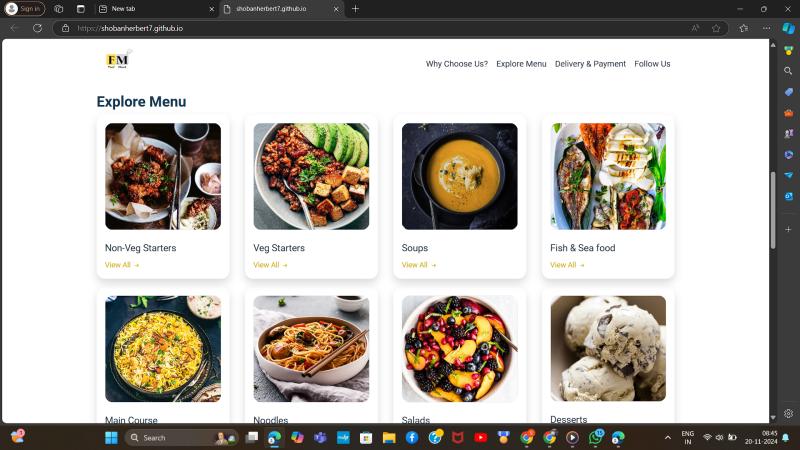 Sign in
New tab
shobanherbert7.github.io
https://shobanherbert7.github.io
FM
Why Choose Us? Explore Menu Delivery & Payment Follow Us
Explore Menu
Non-Veg Starters
View All →
Veg Starters
View All →
Soups
View All →
Fish & Sea food
View All →
Main Course
Noodles
Salads
Desserts
Search
ENG
IN
08:45
20-11-2024